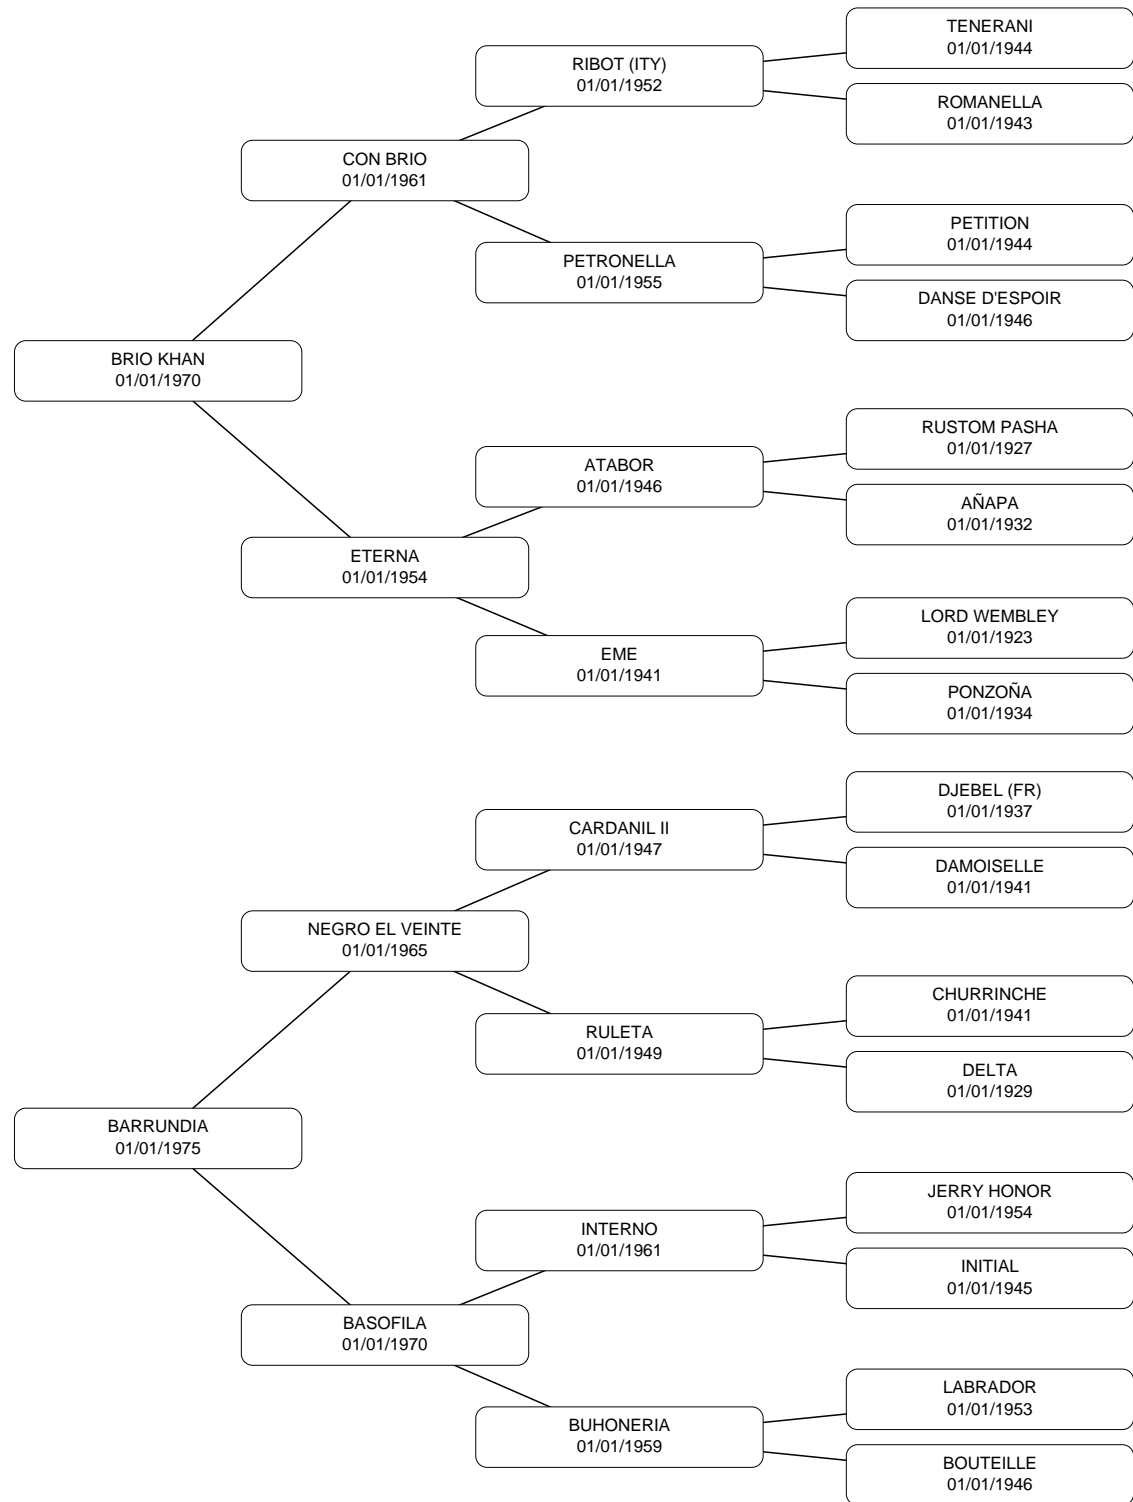 TENERANI
01/01/1944
RIBOT (ITY)
01/01/1952
ROMANELLA
01/01/1943
CON BRIO
01/01/1961
PETITION
01/01/1944
PETRONELLA
01/01/1955
DANSE D'ESPOIR
01/01/1946
BRIO KHAN
01/01/1970
RUSTOM PASHA
01/01/1927
ATABOR
01/01/1946
AÑAPA
01/01/1932
ETERNA
01/01/1954
LORD WEMBLEY
01/01/1923
EME
01/01/1941
PONZOÑA
01/01/1934
DJEBEL (FR)
01/01/1937
CARDANIL II
01/01/1947
DAMOISELLE
01/01/1941
NEGRO EL VEINTE
01/01/1965
CHURRINCHE
01/01/1941
RULETA
01/01/1949
DELTA
01/01/1929
BARRUNDIA
01/01/1975
JERRY HONOR
01/01/1954
INTERNO
01/01/1961
INITIAL
01/01/1945
BASOFILA
01/01/1970
LABRADOR
01/01/1953
BUHONERIA
01/01/1959
BOUTEILLE
01/01/1946